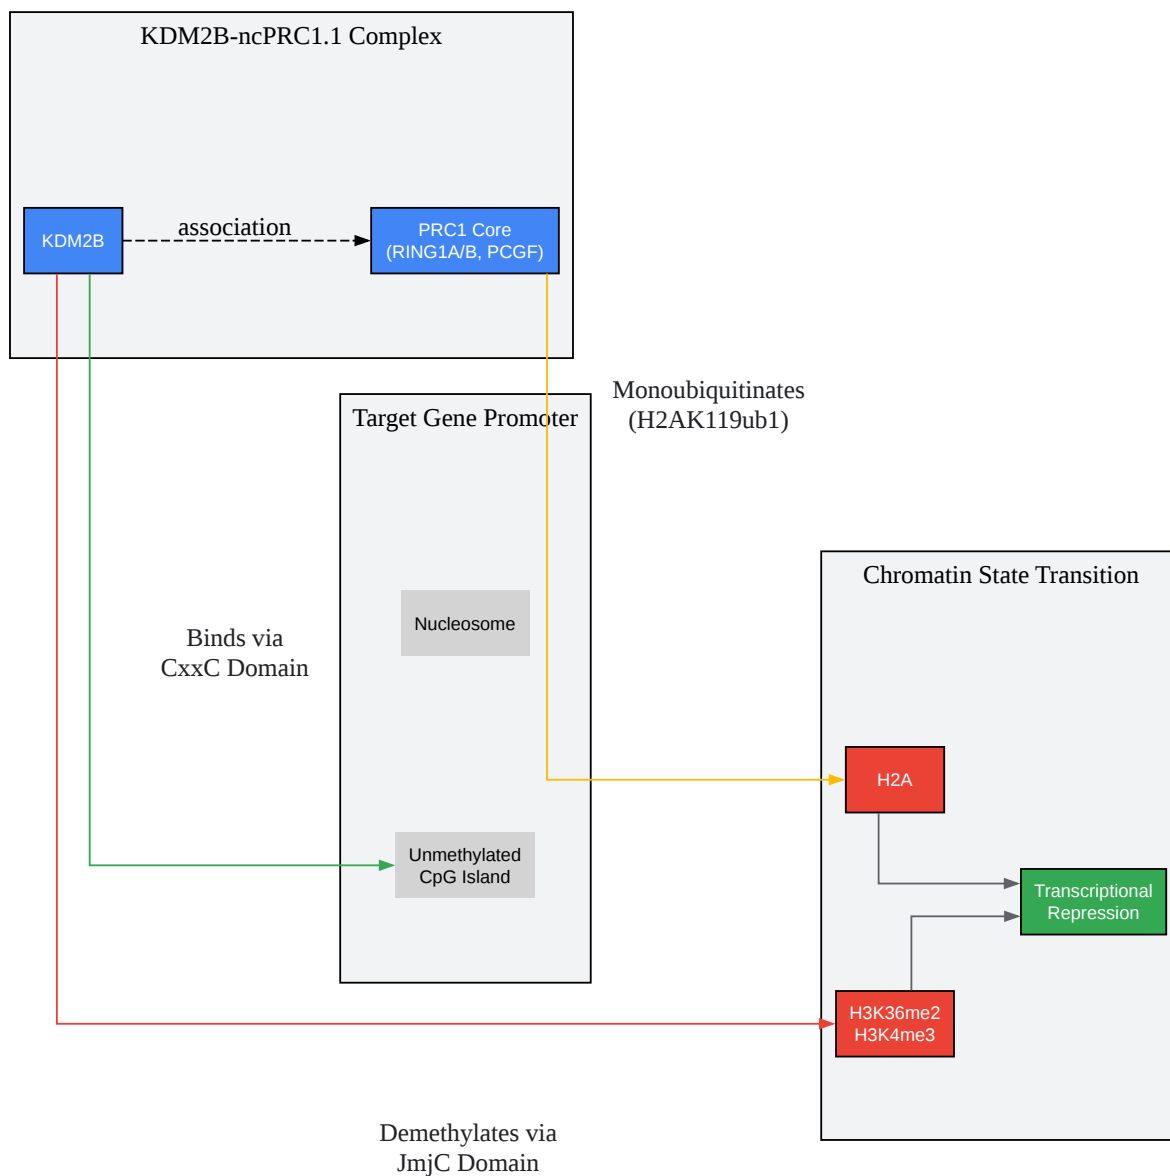 KDM2B-ncPRC1.1 Complex
KDM2B
association
PRC1 Core
(RING1A/B, PCGF)
Monoubiquitinates
(H2AK119ub1)
Target Gene Promoter
Nucleosome
Binds via
CxxC Domain
Unmethylated
CpG Island
Chromatin State Transition
H2A
Transcriptional
Repression
H3K36me2
H3K4me3
Demethylates via
JmjC Domain